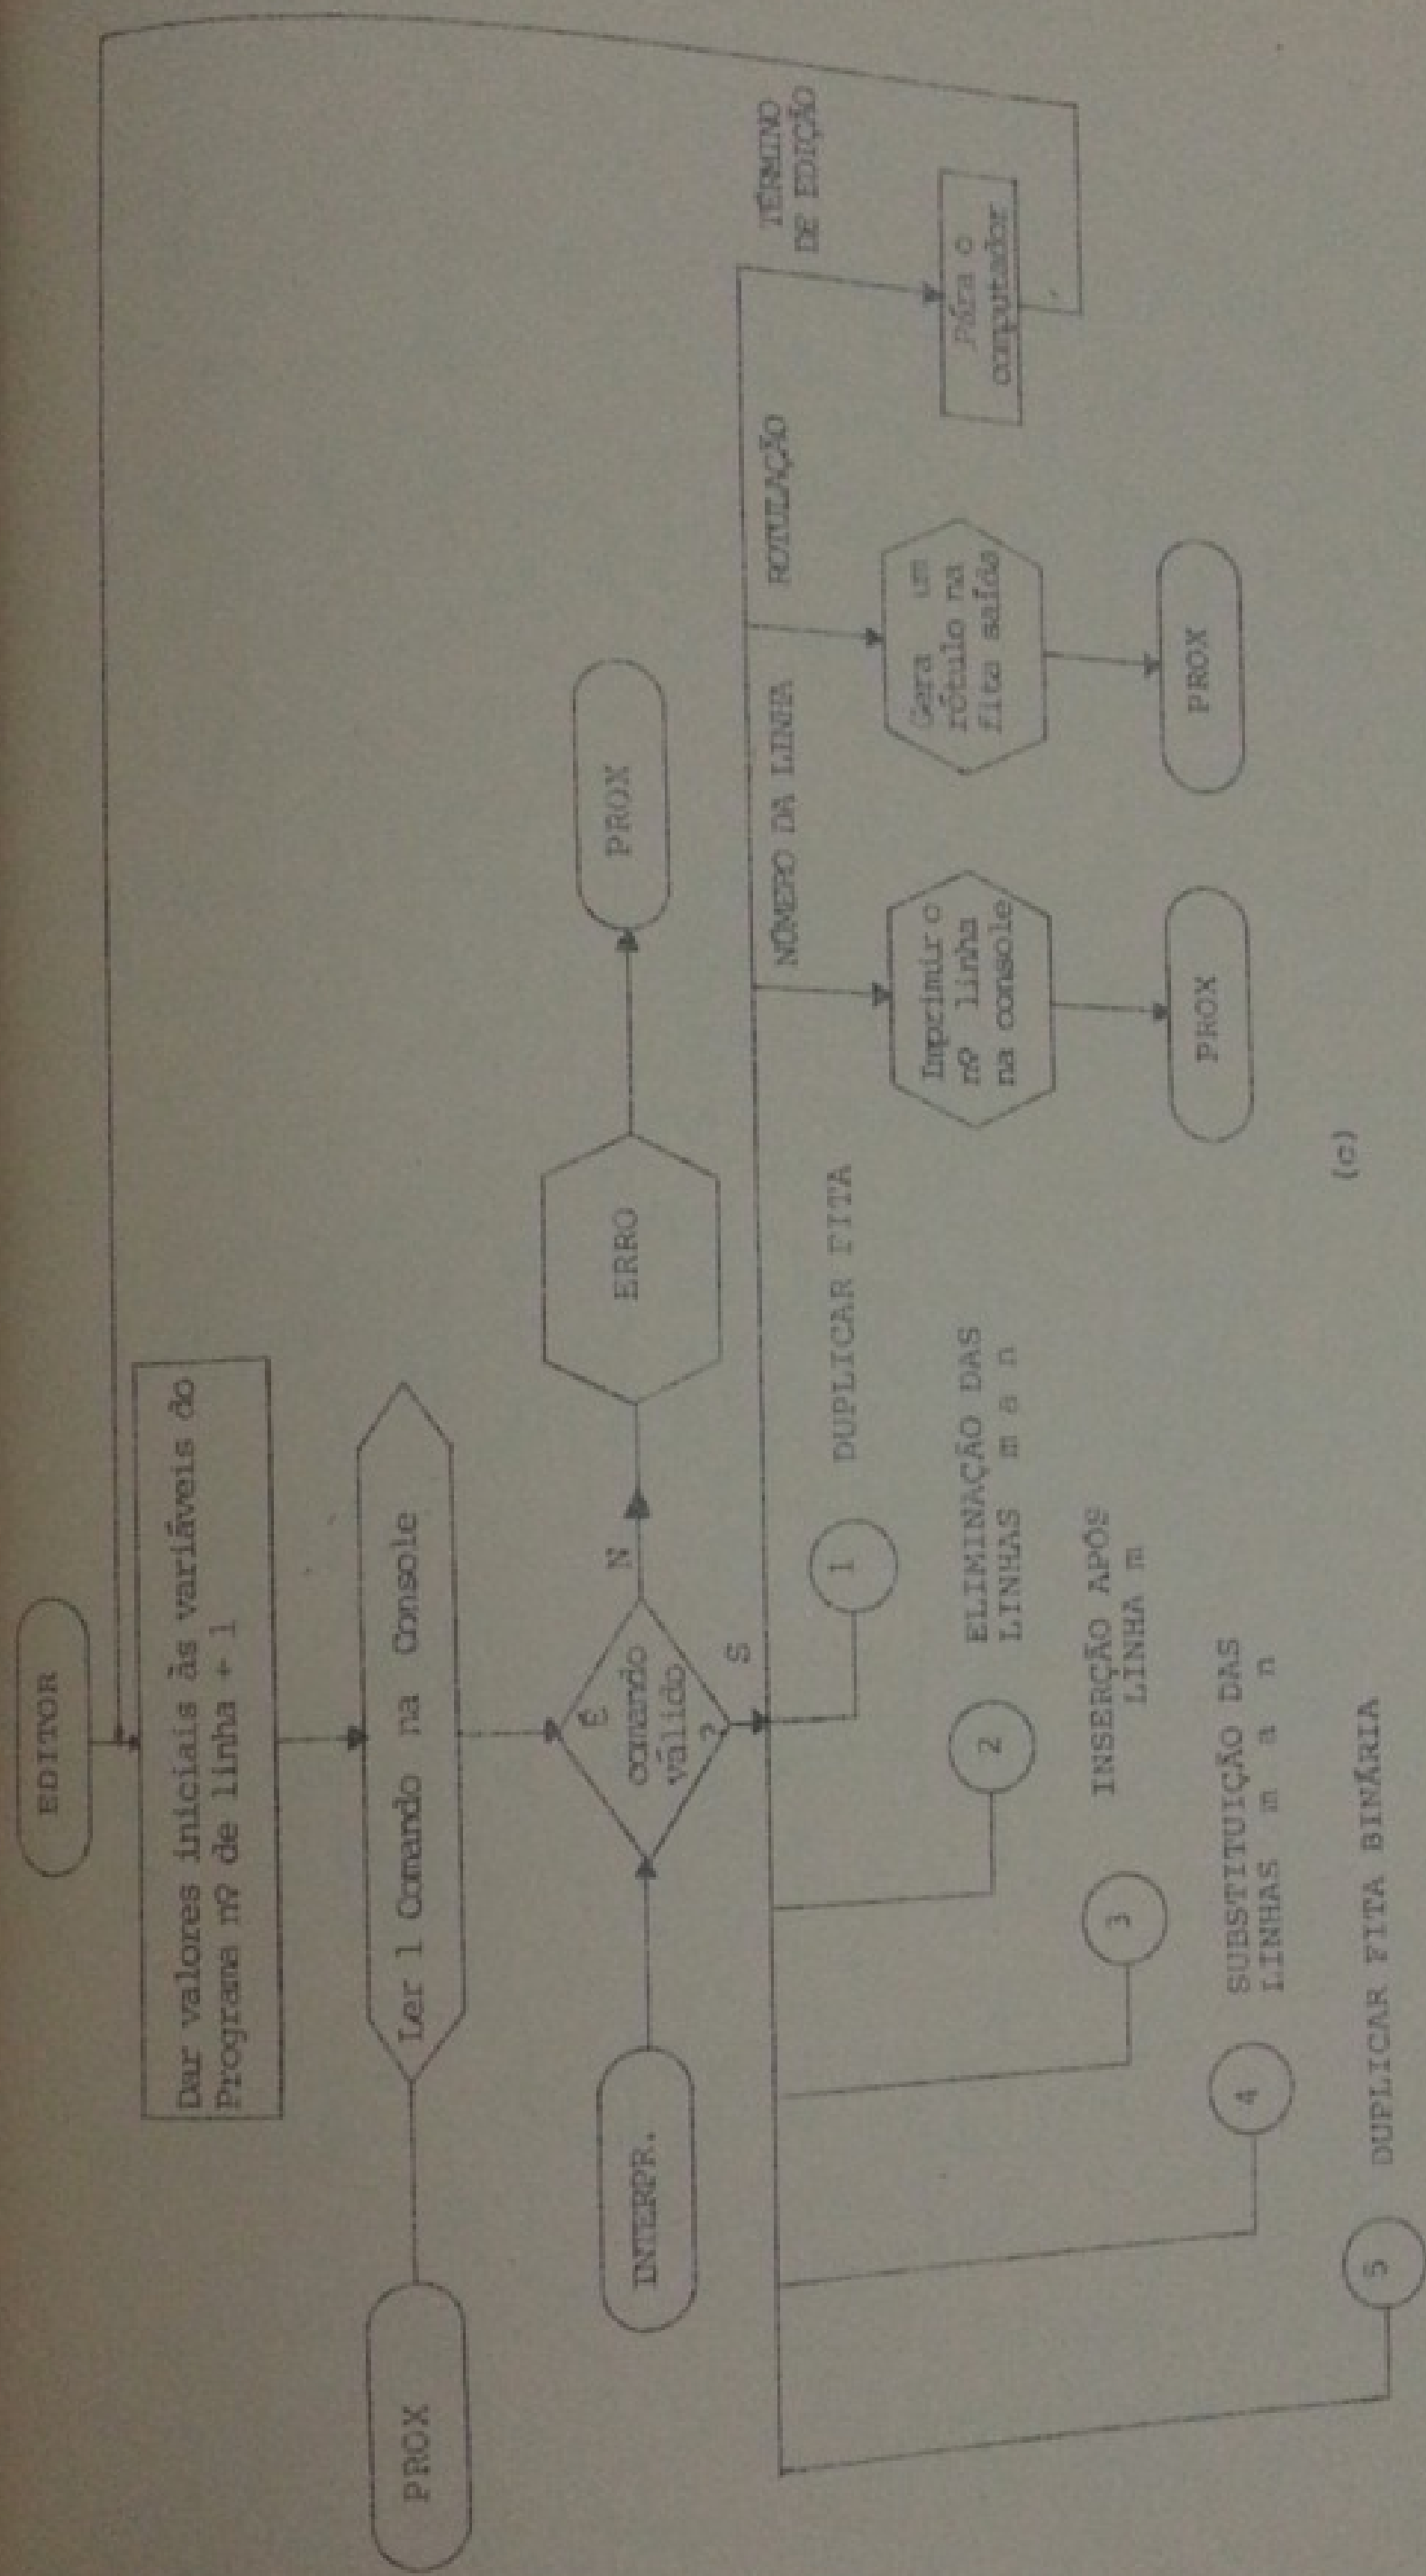 EDITOR
Dar valores iniciais às variáveis do
Programa nº de linha + 1
PROX
Ler 1 Comando na Console
INTERPR.
É
comando
válido
?
N
ERRO
PROX
S
5
DUPLICAR FITA BINÁRIA
4
SUBSTITUIÇÃO DAS
LINHAS m a n
3
INSERÇÃO APÓS
LINHA m
2
ELIMINAÇÃO DAS
LINHAS m a n
1
DUPLICAR FITA
NÚMERO DA LINHA
Imprimir o
nº linha
na console
PROX
ROTULAÇÃO
Gera um
rótulo na
fita saída
PROX
TÉRMINO
DE EDIÇÃO
Pára o
computador
(c)